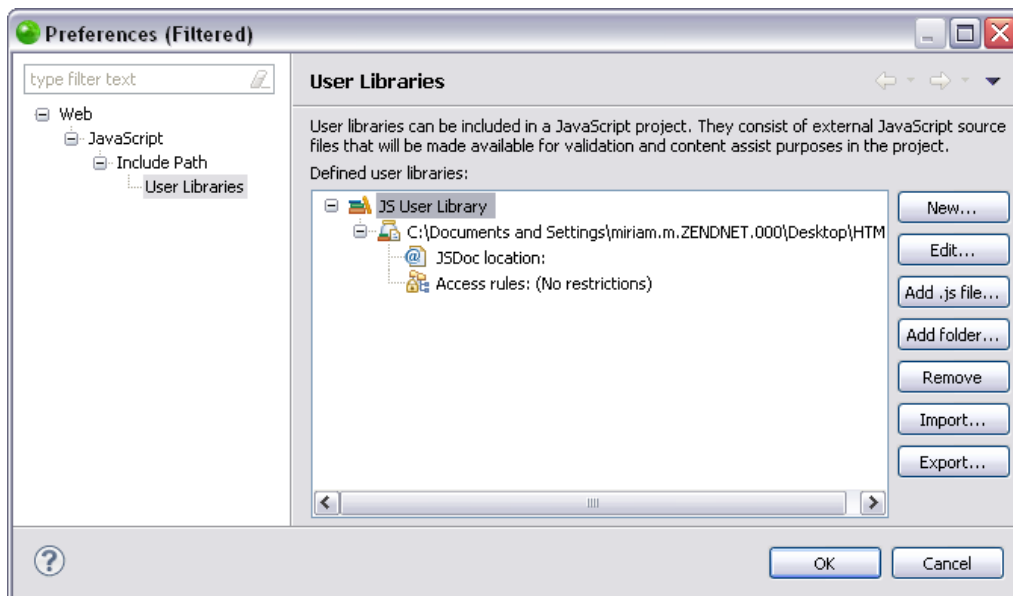 Preferences (Filtered)
type filter text
Web
JavaScript
Include Path
User Libraries
User Libraries
User libraries can be included in a JavaScript project. They consist of external JavaScript source
files that will be made available for validation and content assist purposes in the project.
Defined user libraries:
JS User Library
C:\Documents and Settings\miriam.m.ZENDNET.000\Desktop\HTM
JSDoc location:
Access rules: (No restrictions)
New...
Edit...
Add .js file...
Add folder...
Remove
Import...
Export...
OK
Cancel